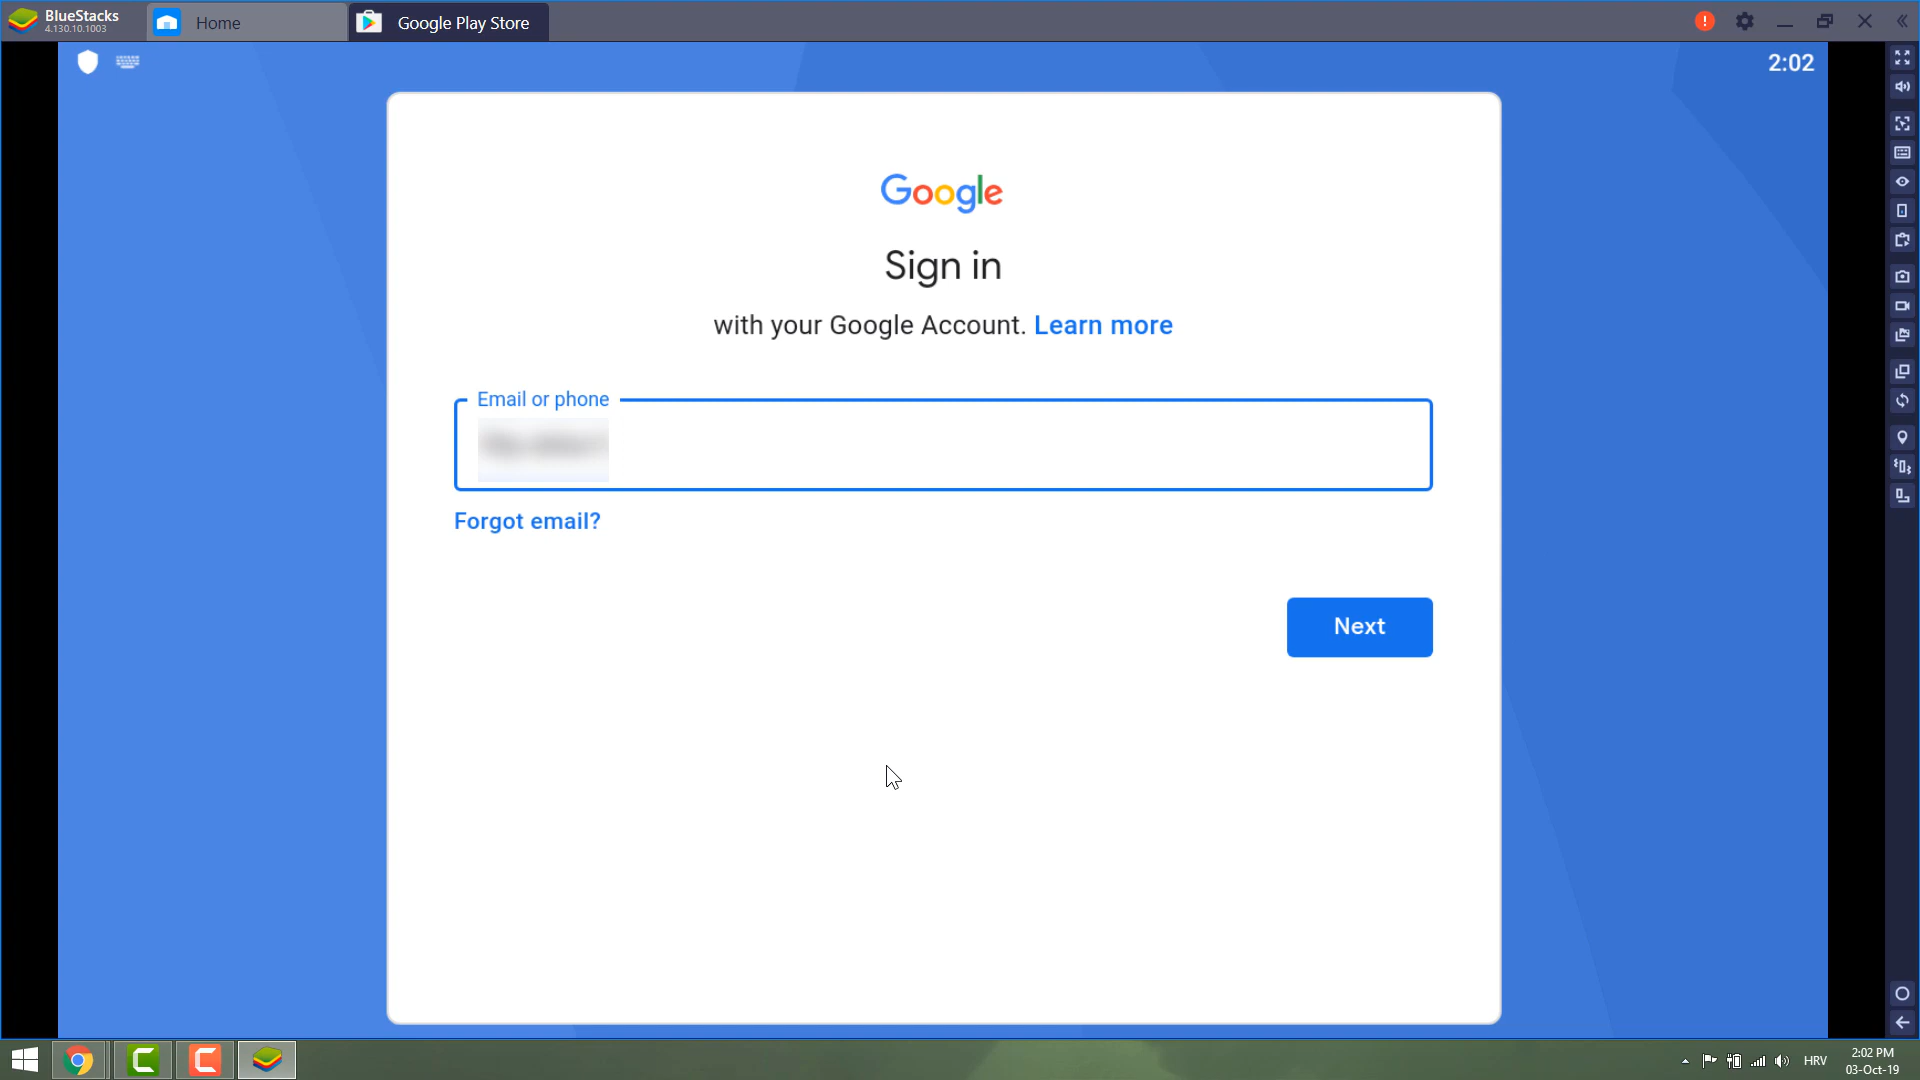 BlueStacks
4.130.10.1003
Home
Google Play Store
2:02
Google
Sign in
with your Google Account. Learn more
Email or phone
Forgot email?
Next
HRV
2:02 PM
03-Oct-19